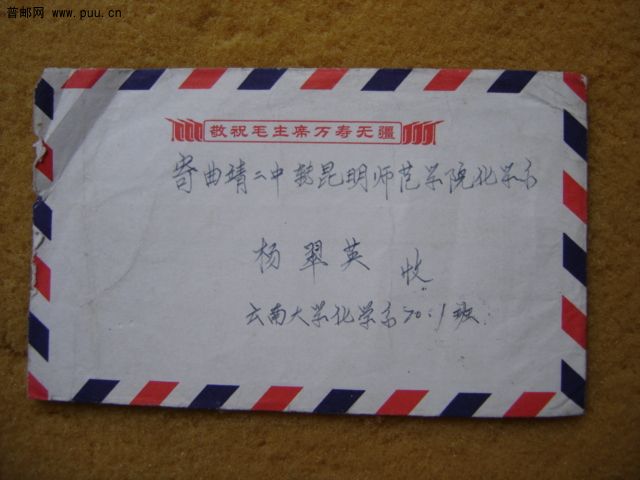 普邮网 www.puu.cn
敬祝毛主席万寿无疆
寄曲靖二中转昆明师范学院化学系
杨翠英 收
云南大学化学系70.1班